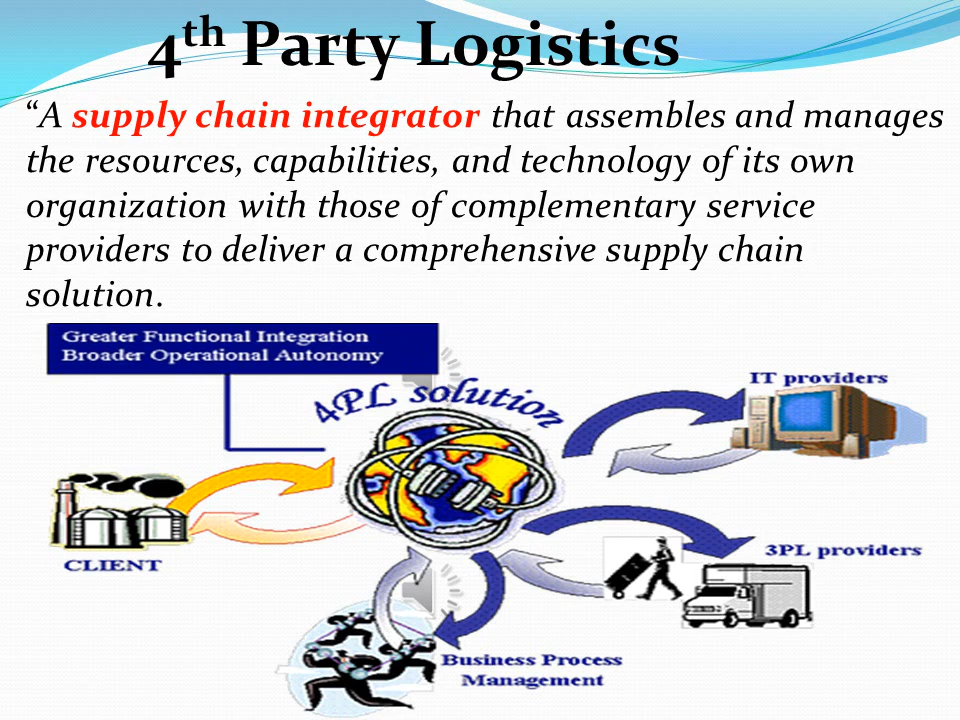 4th Party Logistics
“A supply chain integrator that assembles and manages
the resources, capabilities, and technology of its own
organization with those of complementary service
providers to deliver a comprehensive supply chain
solution.
Greater Functional Integration
Broader Operational Autonomy
4PL solution
IT providers
CLIENT
3PL providers
Business Process
Management